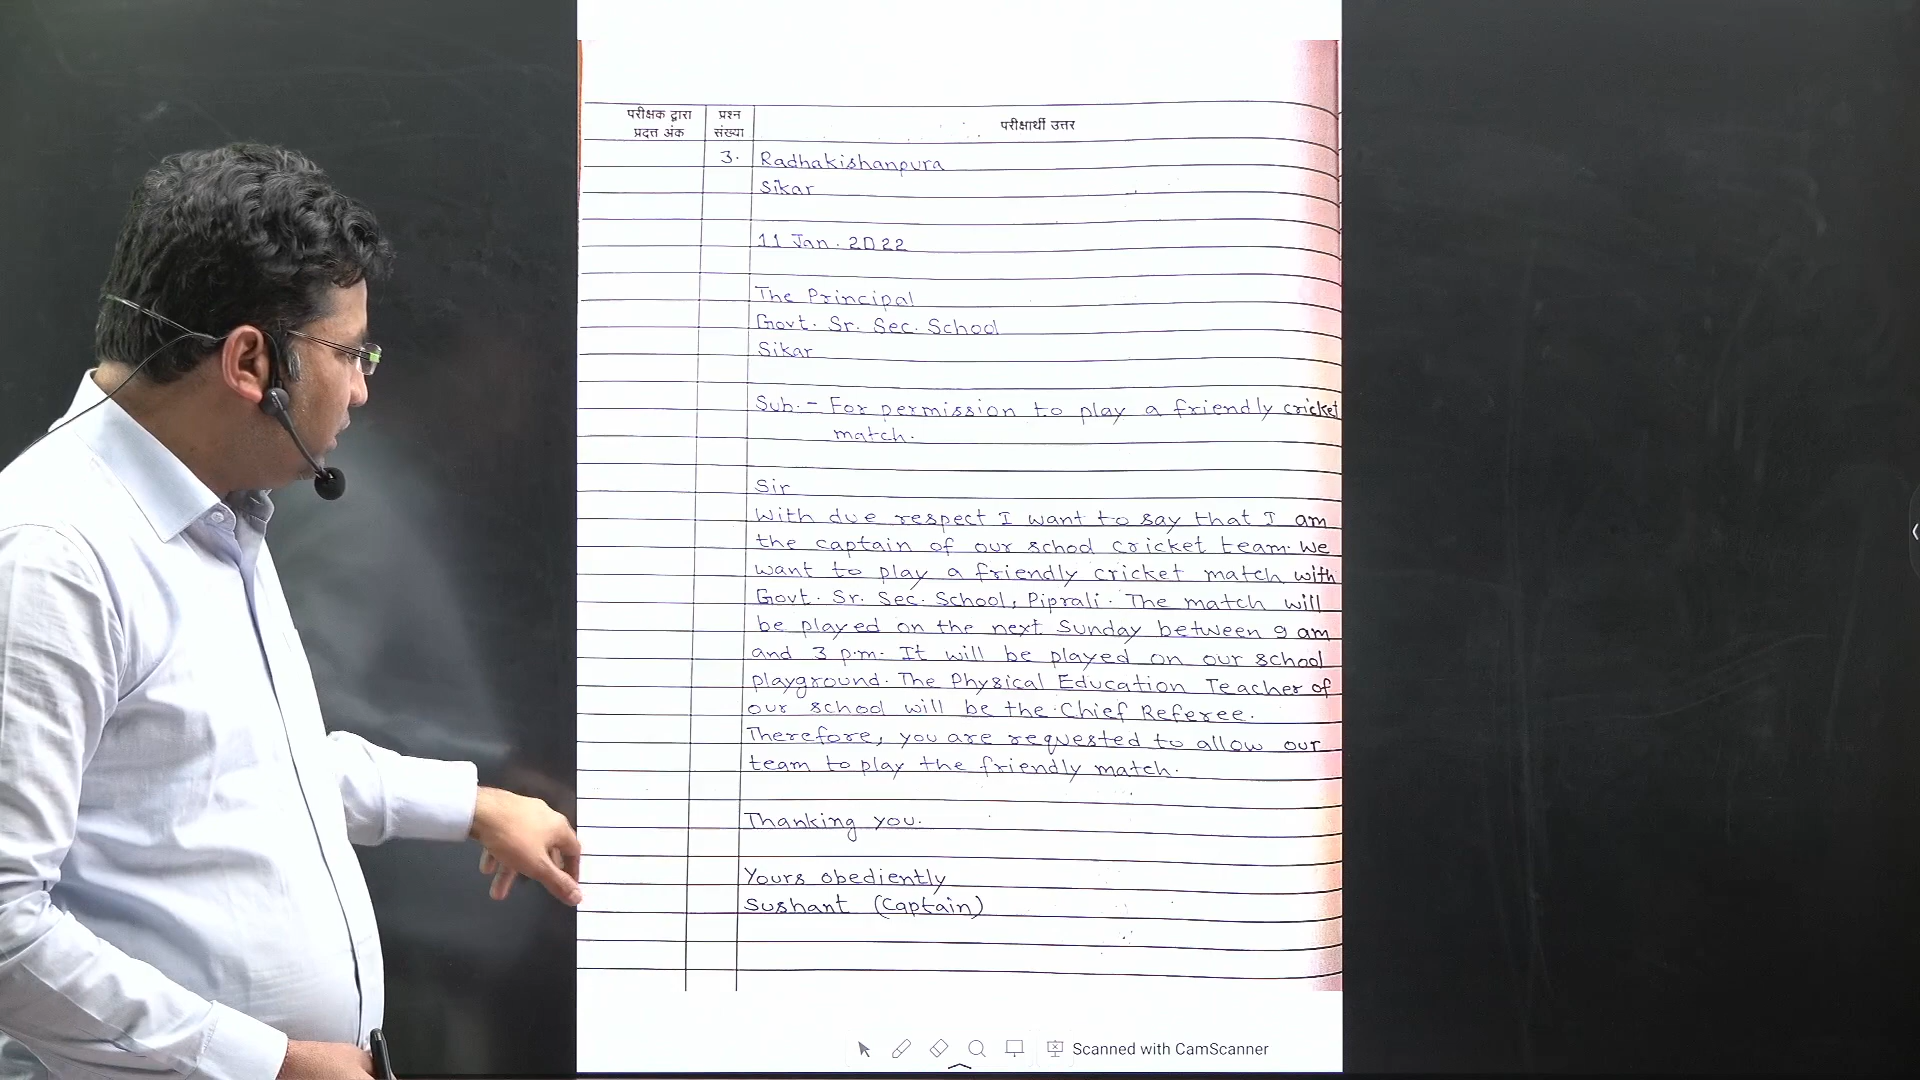 परीक्षक द्वारा
प्रदत्त अंक
प्रश्न
संख्या
परीक्षार्थी उत्तर
3. Radhakishanpura
Sikar
11 Jan. 2022
The Principal
Govt. Sr. Sec. School
Sikar
Sub. - For permission to play a friendly cricket
match.
Sir
With due respect I want to say that I am
the captain of our school cricket team. We
want to play a friendly cricket match with
Govt. Sr. Sec. School, Piprali. The match will
be played on the next Sunday between 9 am
and 3 p.m. It will be played on our school
playground. The Physical Education Teacher of
our school will be the Chief Referee.
Therefore, you are requested to allow our
team to play the friendly match.
Thanking you.
Yours obediently
Sushant (Captain)
Scanned with CamScanner